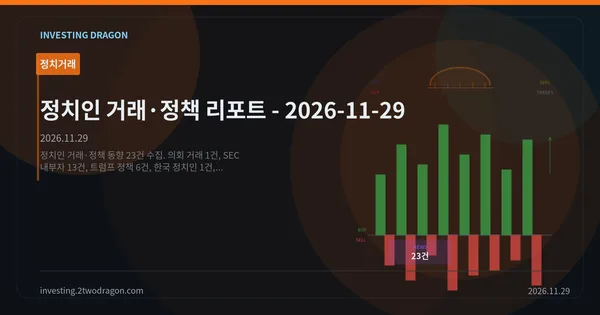 INVESTING DRAGON
정치거래
정치인 거래·정책 리포트 - 2026-11-29
2026.11.29
정치인 거래·정책 동향 23건 수집. 의회 거래 1건, SEC
내부자 13건, 트럼프 정책 6건, 한국 정치인 1건,...
BUY
SELL
23건
investing.2twodragon.com
2026.11.29